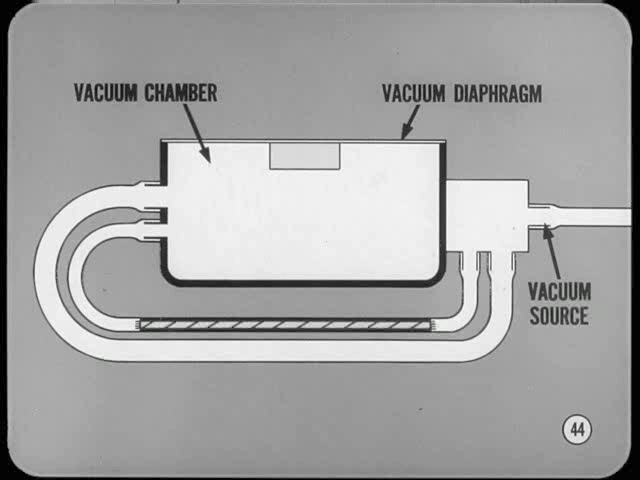 VACUUM CHAMBER
VACUUM DIAPHRAGM
VACUUM
SOURCE
44